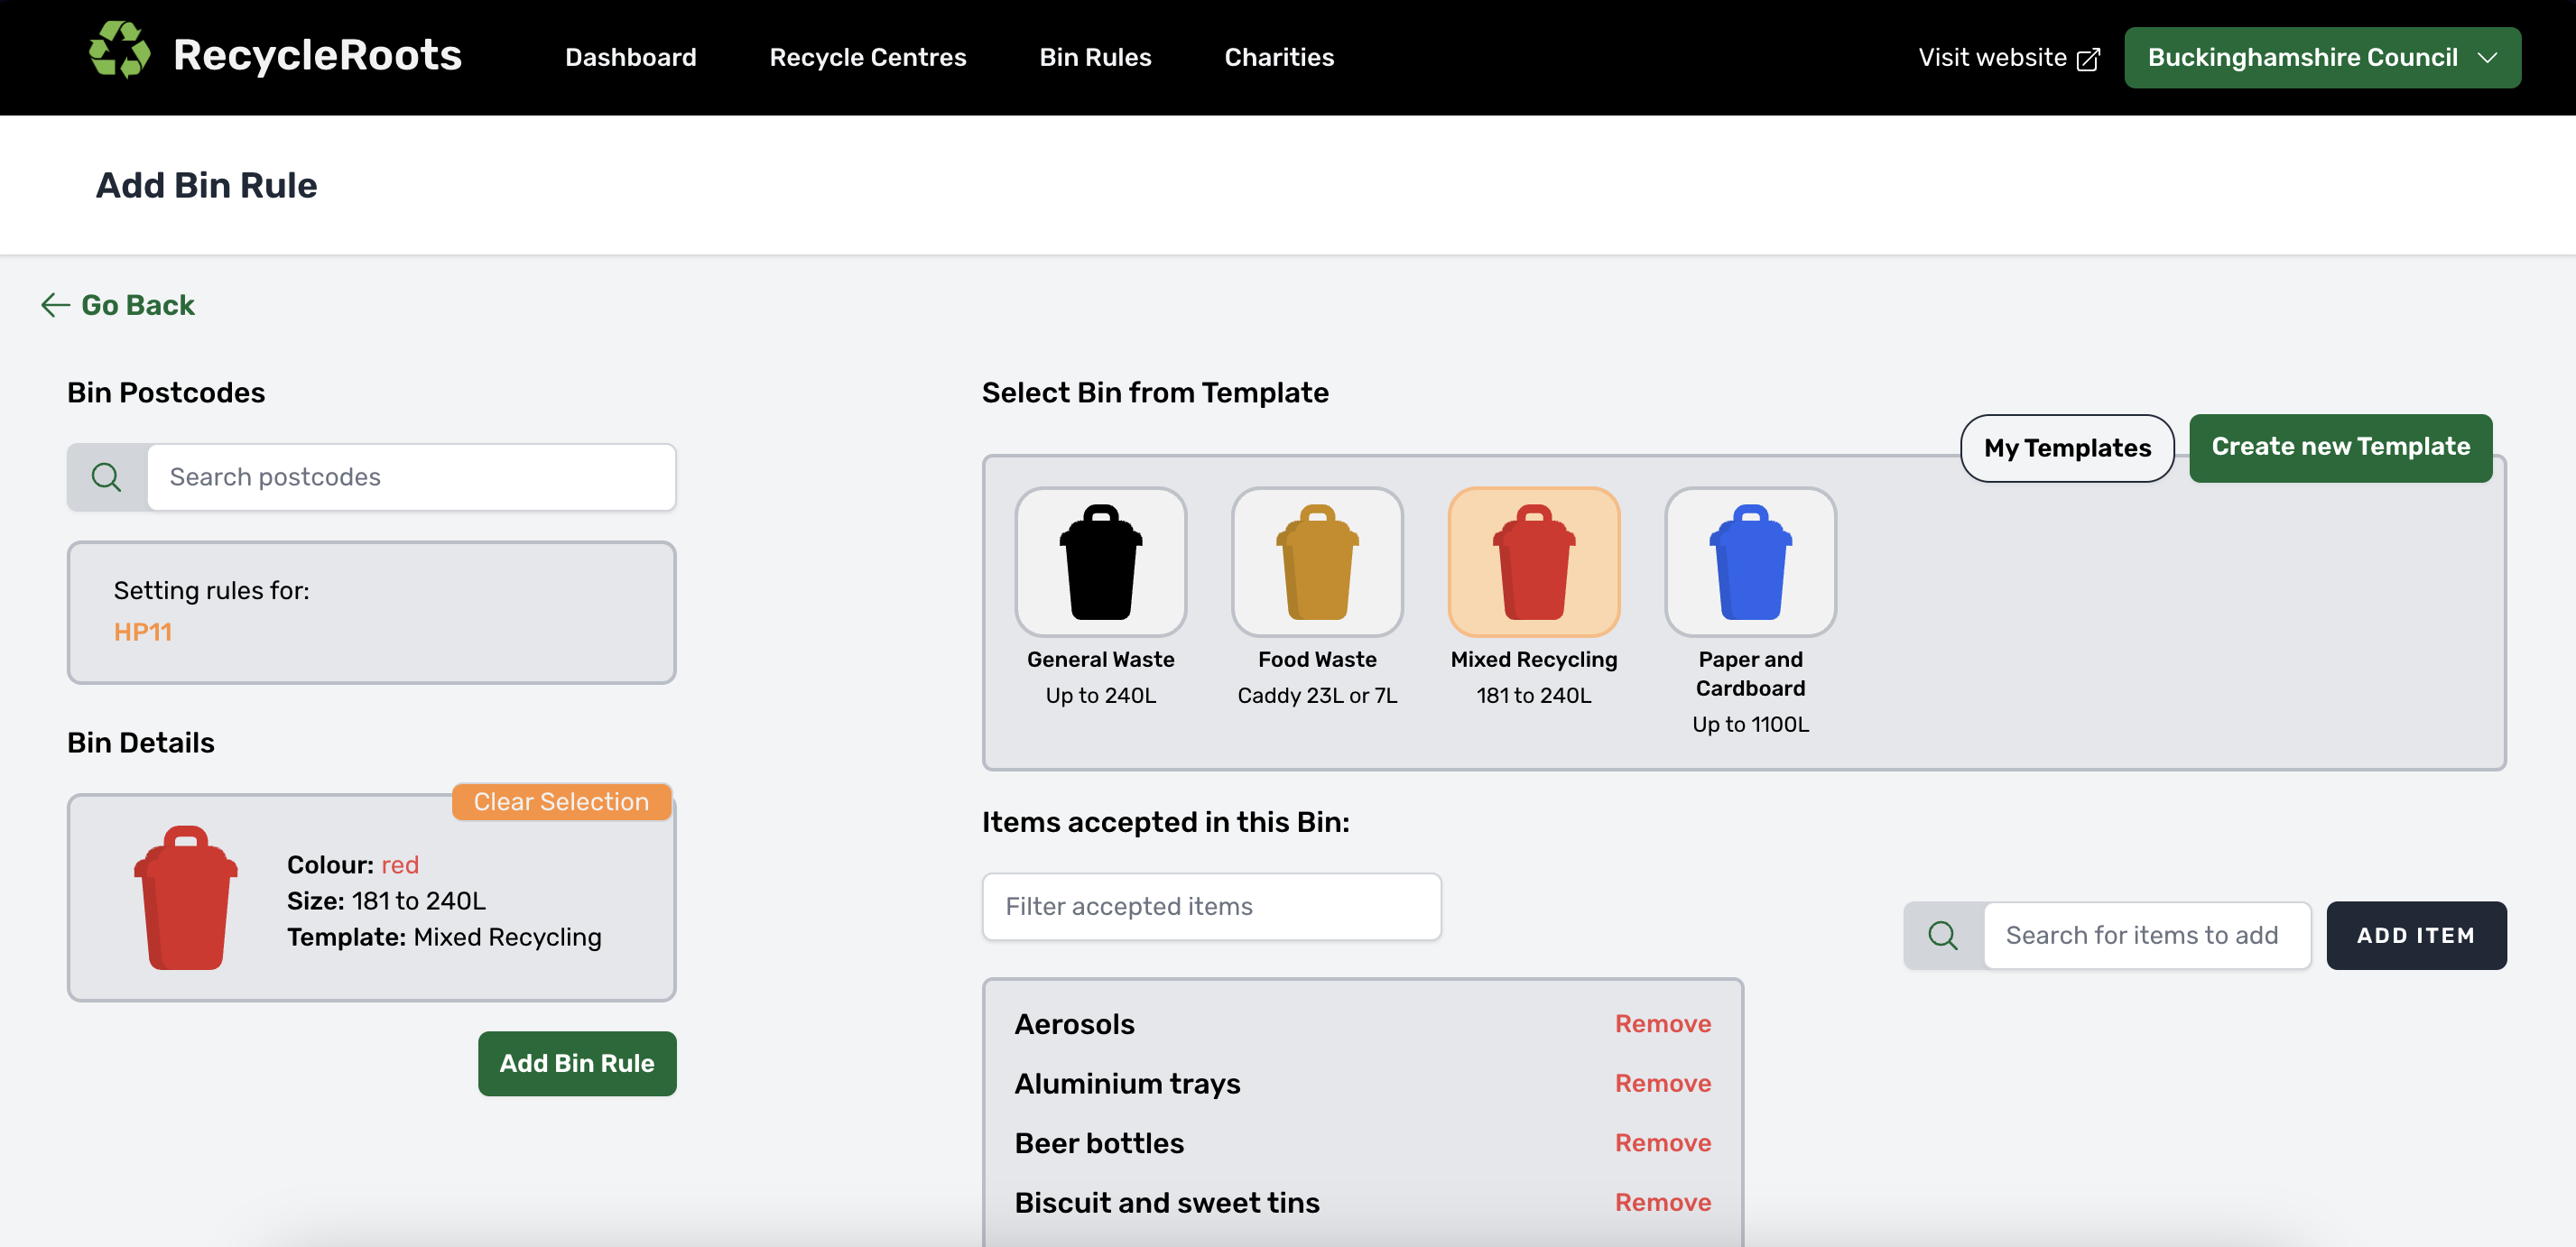 RecycleRoots
Dashboard
Recycle Centres
Bin Rules
Charities
Visit website
Buckinghamshire Council
Add Bin Rule
Go Back
Bin Postcodes
Search postcodes
Setting rules for:
HP11
Bin Details
Clear Selection
Colour: red
Size: 181 to 240L
Template: Mixed Recycling
Add Bin Rule
Select Bin from Template
My Templates
Create new Template
General Waste
Up to 240L
Food Waste
Caddy 23L or 7L
Mixed Recycling
181 to 240L
Paper and
Cardboard
Up to 1100L
Items accepted in this Bin:
Filter accepted items
Search for items to add
ADD ITEM
Aerosols Remove
Aluminium trays Remove
Beer bottles Remove
Biscuit and sweet tins Remove